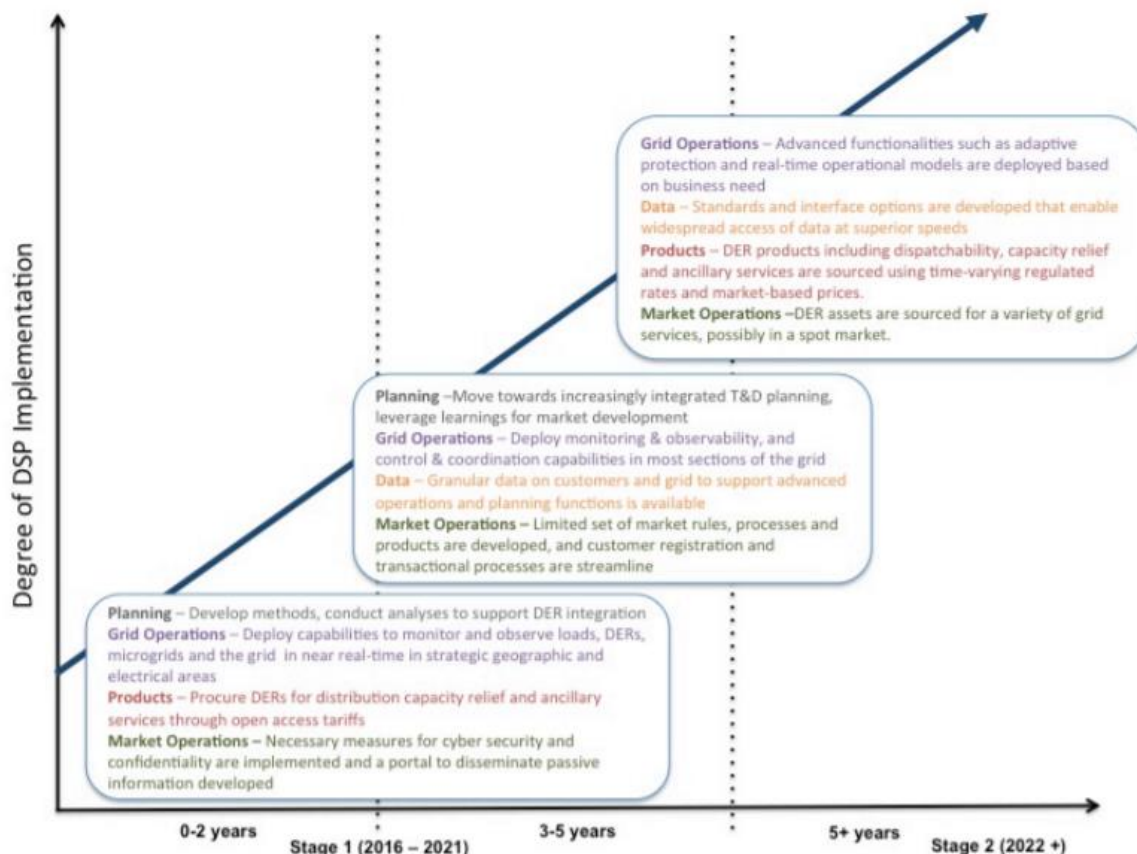 Degree of DSP Implementation
Grid Operations – Advanced functionalities such as adaptive
protection and real-time operational models are deployed based
on business need
Data – Standards and interface options are developed that enable
widespread access of data at superior speeds
Products – DER products including dispatchability, capacity relief
and ancillary services are sourced using time-varying regulated
rates and market-based prices.
Market Operations –DER assets are sourced for a variety of grid
services, possibly in a spot market.
Planning –Move towards increasingly integrated T&D planning,
leverage learnings for market development
Grid Operations – Deploy monitoring & observability, and
control & coordination capabilities in most sections of the grid
Data – Granular data on customers and grid to support advanced
operations and planning functions is available
Market Operations – Limited set of market rules, processes and
products are developed, and customer registration and
transactional processes are streamline
Planning – Develop methods, conduct analyses to support DER integration
Grid Operations – Deploy capabilities to monitor and observe loads, DERs,
microgrids and the grid in near real-time in strategic geographic and
electrical areas
Products – Procure DERs for distribution capacity relief and ancillary
services through open access tariffs
Market Operations – Necessary measures for cyber security and
confidentiality are implemented and a portal to disseminate passive
information developed
0-2 years
3-5 years
5+ years
Stage 1 (2016 – 2021)
Stage 2 (2022 +)